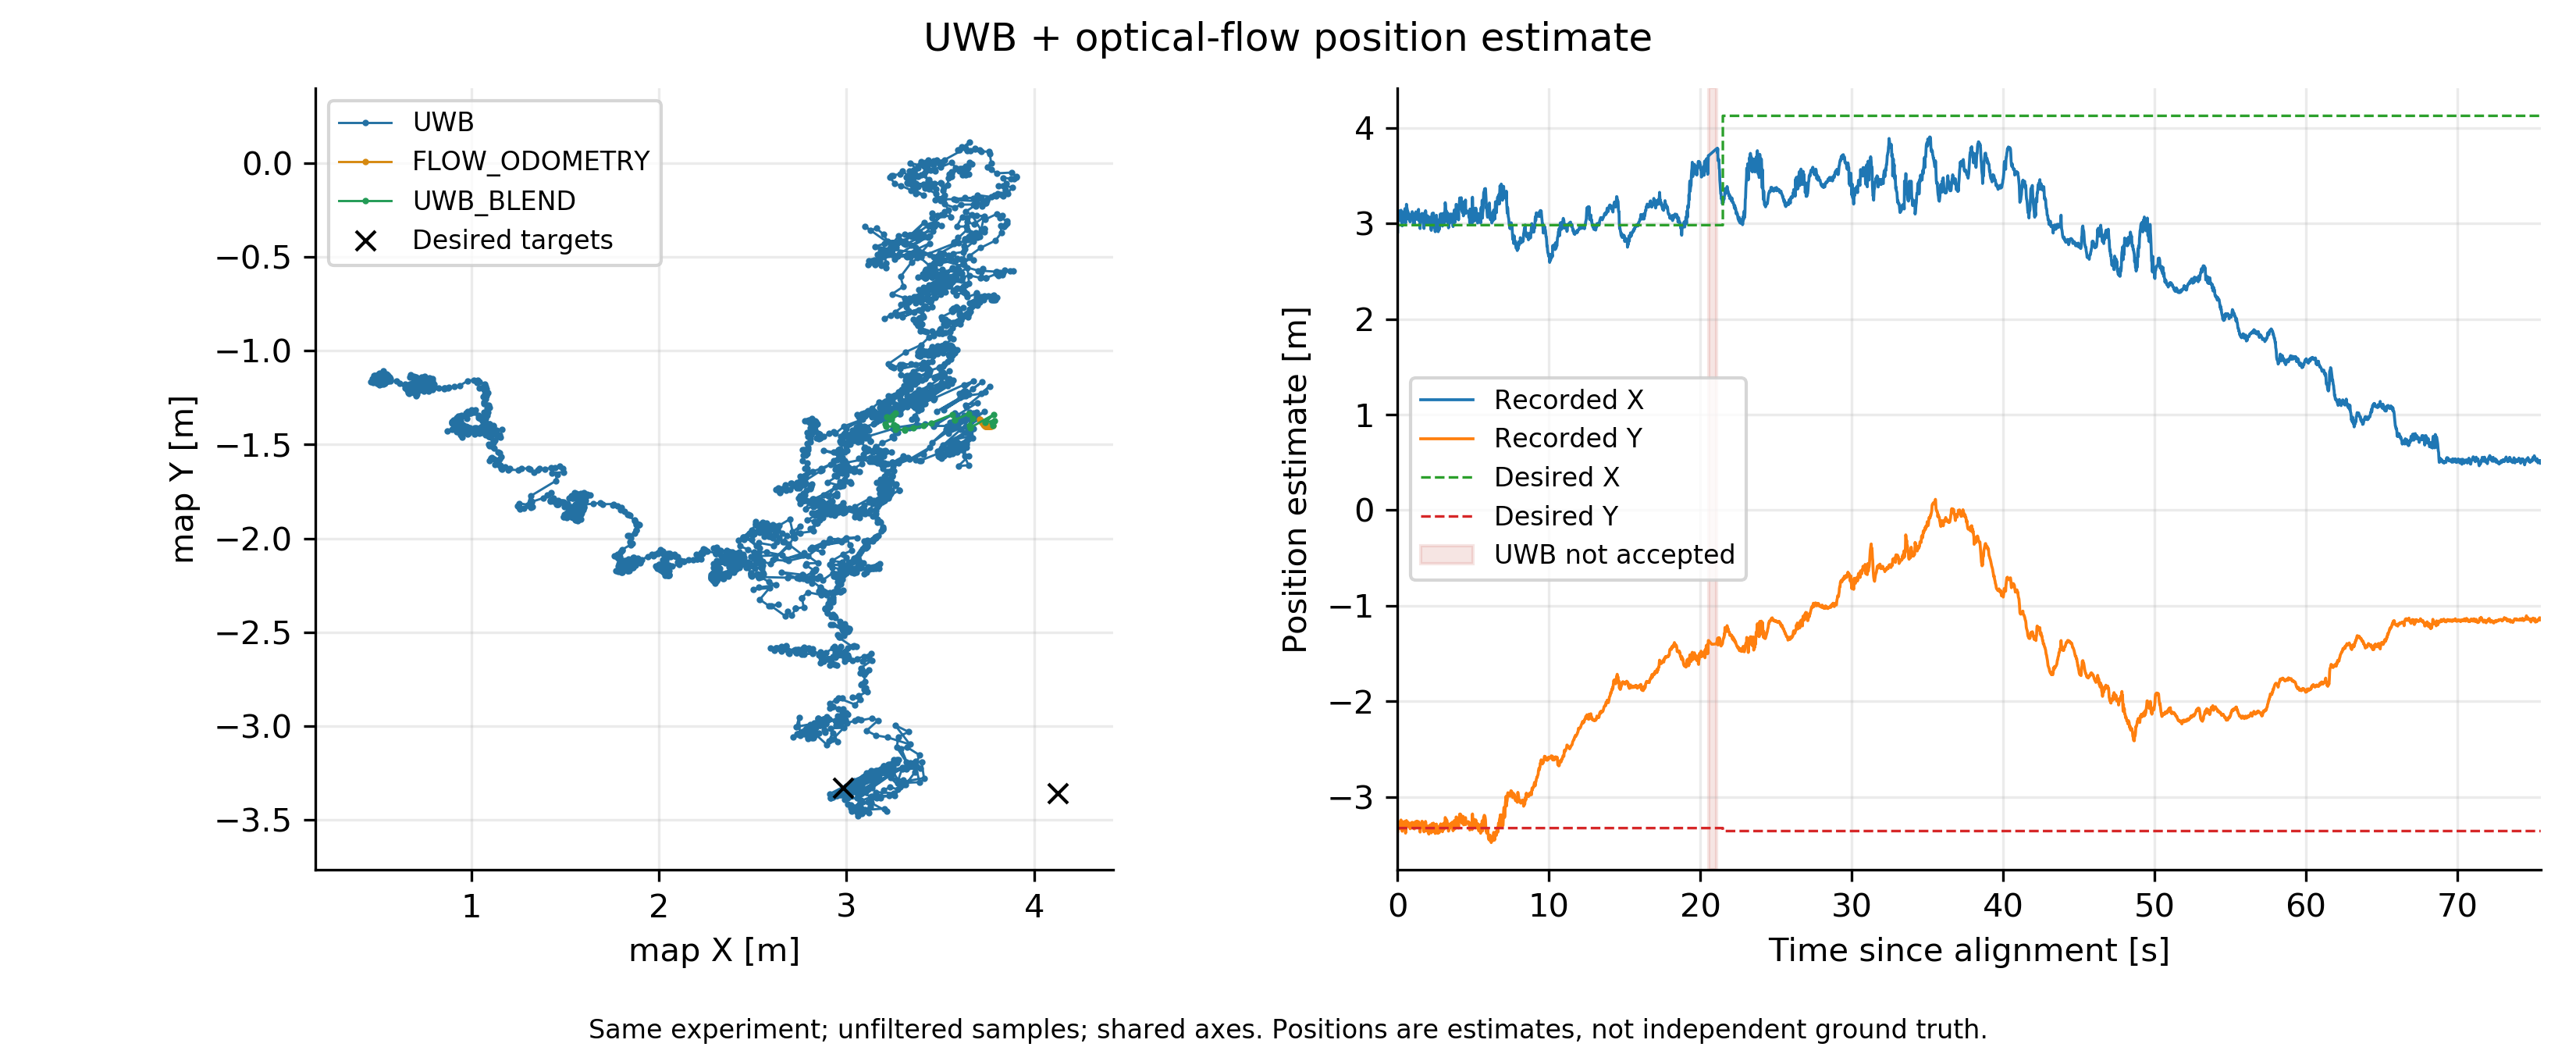 UWB + optical-flow position estimate
UWB
FLOW_ODOMETRY
UWB_BLEND
Desired targets
0.0
−0.5
−1.0
−1.5
−2.0
−2.5
−3.0
−3.5
map Y [m]
1 2 3 4
map X [m]
4
3
2
1
0
−1
−2
−3
Position estimate [m]
Recorded X
Recorded Y
Desired X
Desired Y
UWB not accepted
0 10 20 30 40 50 60 70
Time since alignment [s]
Same experiment; unfiltered samples; shared axes. Positions are estimates, not independent ground truth.